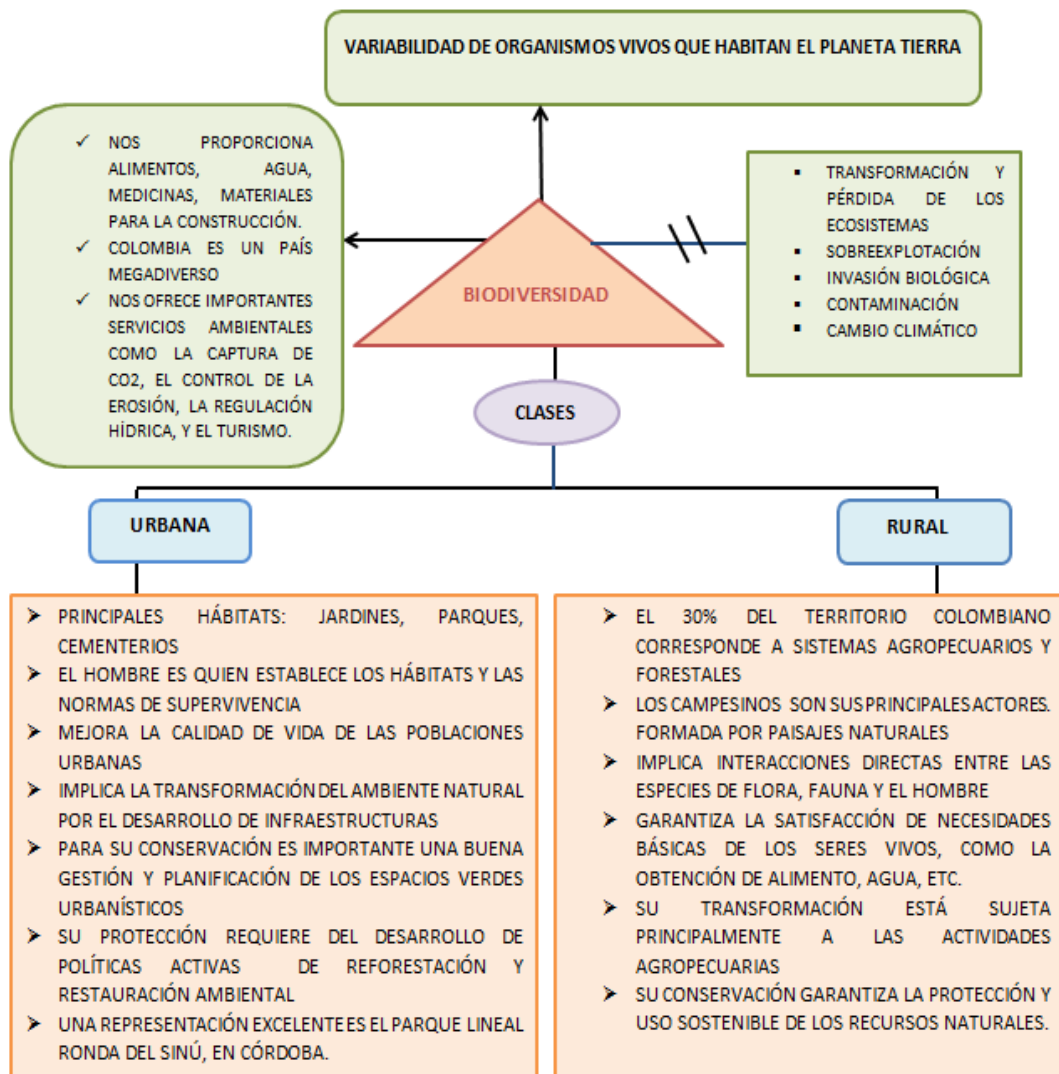 VARIABILIDAD DE ORGANISMOS VIVOS QUE HABITAN EL PLANETA TIERRA
✓ NOS PROPORCIONA
ALIMENTOS, AGUA,
MEDICINAS, MATERIALES
PARA LA CONSTRUCCIÓN.
✓ COLOMBIA ES UN PAÍS
MEGADIVERSO
✓ NOS OFRECE IMPORTANTES
SERVICIOS AMBIENTALES
COMO LA CAPTURA DE
CO2, EL CONTROL DE LA
EROSIÓN, LA REGULACIÓN
HÍDRICA, Y EL TURISMO.
▪ TRANSFORMACIÓN Y
PÉRDIDA DE LOS
ECOSISTEMAS
▪ SOBREEXPLOTACIÓN
▪ INVASIÓN BIOLÓGICA
▪ CONTAMINACIÓN
▪ CAMBIO CLIMÁTICO
BIODIVERSIDAD
CLASES
URBANA
➤ PRINCIPALES HÁBITATS: JARDINES, PARQUES,
CEMENTERIOS
➤ EL HOMBRE ES QUIEN ESTABLECE LOS HÁBITATS Y LAS
NORMAS DE SUPERVIVENCIA
➤ MEJORA LA CALIDAD DE VIDA DE LAS POBLACIONES
URBANAS
➤ IMPLICA LA TRANSFORMACIÓN DEL AMBIENTE NATURAL
POR EL DESARROLLO DE INFRAESTRUCTURAS
➤ PARA SU CONSERVACIÓN ES IMPORTANTE UNA BUENA
GESTIÓN Y PLANIFICACIÓN DE LOS ESPACIOS VERDES
URBANÍSTICOS
➤ SU PROTECCIÓN REQUIERE DEL DESARROLLO DE
POLÍTICAS ACTIVAS DE REFORESTACIÓN Y
RESTAURACIÓN AMBIENTAL
➤ UNA REPRESENTACIÓN EXCELENTE ES EL PARQUE LINEAL
RONDA DEL SINÚ, EN CÓRDOBA.
RURAL
➤ EL 30% DEL TERRITORIO COLOMBIANO
CORRESPONDE A SISTEMAS AGROPECUARIOS Y
FORESTALES
➤ LOS CAMPESINOS SON SUS PRINCIPALES ACTORES.
FORMADA POR PAISAJES NATURALES
➤ IMPLICA INTERACCIONES DIRECTAS ENTRE LAS
ESPECIES DE FLORA, FAUNA Y EL HOMBRE
➤ GARANTIZA LA SATISFACCIÓN DE NECESIDADES
BÁSICAS DE LOS SERES VIVOS, COMO LA
OBTENCIÓN DE ALIMENTO, AGUA, ETC.
➤ SU TRANSFORMACIÓN ESTÁ SUJETA
PRINCIPALMENTE A LAS ACTIVIDADES
AGROPECUARIAS
➤ SU CONSERVACIÓN GARANTIZA LA PROTECCIÓN Y
USO SOSTENIBLE DE LOS RECURSOS NATURALES.